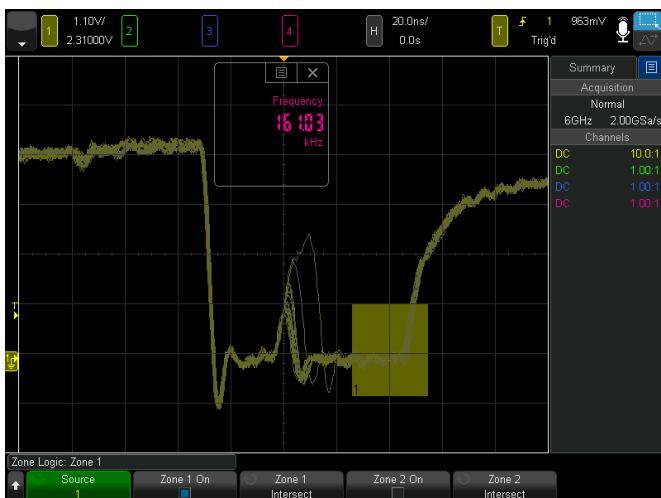 1 1.10V/ 2.31000V
2
3
4
H 20.0ns/ 0.0s
T 1 963mV Trig'd
Summary
Acquisition
Normal
6GHz 2.00GSa/s
Channels
DC 10.0:1
DC 1.00:1
DC 1.00:1
DC 1.00:1
Frequency
161.03
kHz
T
1
1
Zone Logic: Zone 1
Source
1
Zone 1 On
Zone 1
Intersect
Zone 2 On
Zone 2
Intersect